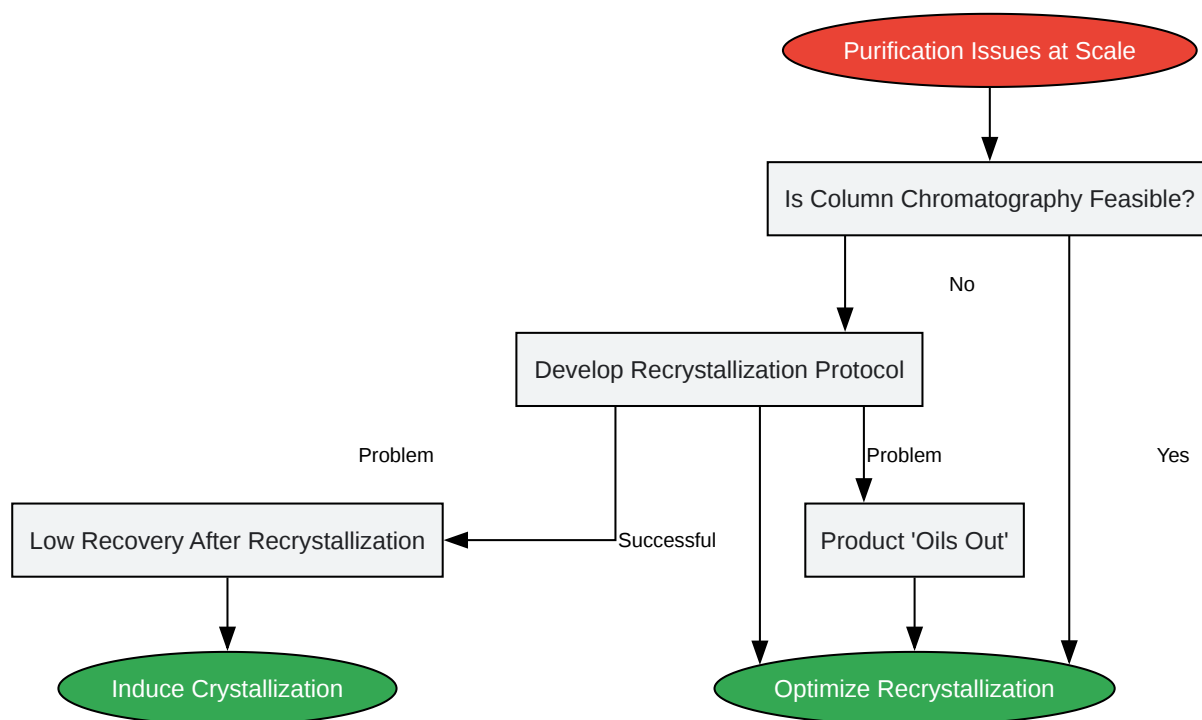 Purification Issues at Scale
Is Column Chromatography Feasible?
No
Develop Recrystallization Protocol
Problem
Problem
Yes
Low Recovery After Recrystallization
Successful
Product 'Oils Out'
Induce Crystallization
Optimize Recrystallization